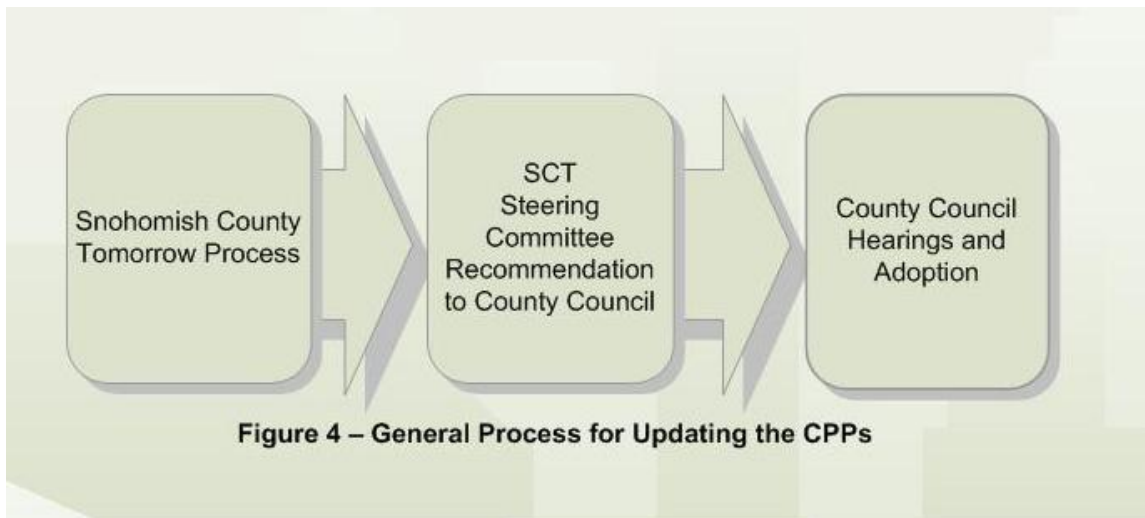 Snohomish County
Tomorrow Process
SCT
Steering
Committee
Recommendation
to County Council
County Council
Hearings and
Adoption
Figure 4 – General Process for Updating the CPPs